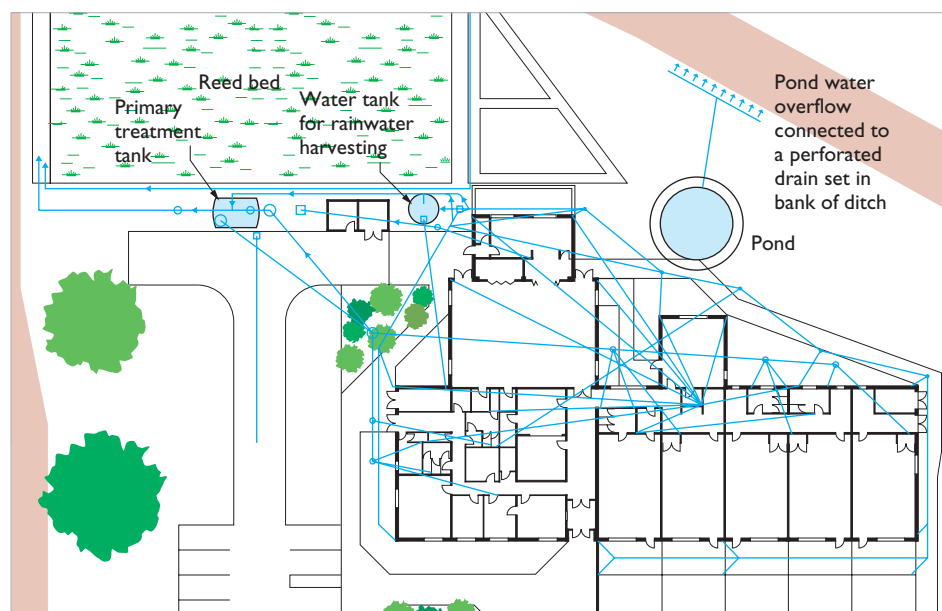 Reed bed
Primary
treatment
tank
Water tank
for rainwater
harvesting
Pond water
overflow
connected to
a perforated
drain set in
bank of ditch
Pond